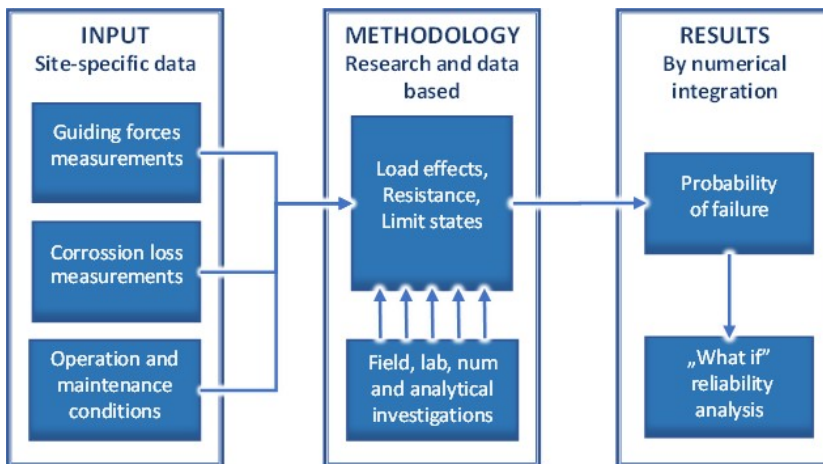 INPUT
Site-specific data
Guiding forces
measurements
Corrossion loss
measurements
Operation and
maintenance
conditions
METHODOLOGY
Research and data
based
Load effects,
Resistance,
Limit states
Field, lab, num
and analytical
investigations
RESULTS
By numerical
integration
Probability
of failure
„What if”
reliability
analysis